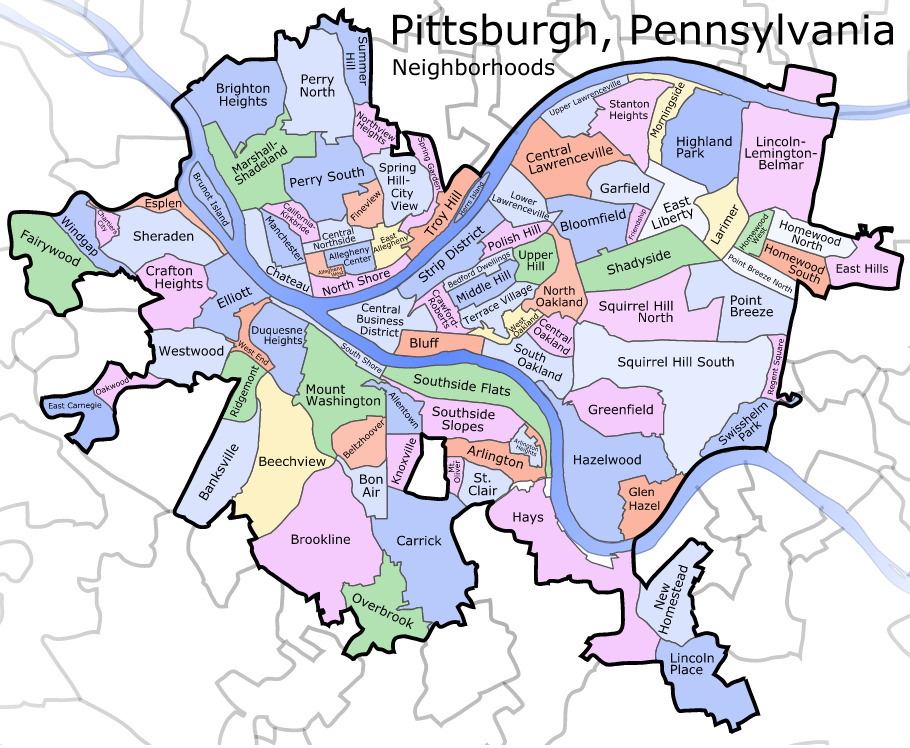 Pittsburgh, Pennsylvania
Neighborhoods
Summer
Hill
Perry
North
Brighton
Heights
Northview
Heights
Spring Garden
Marshall-
Shadeland
Perry South
Spring
Hill-
City
View
Fineview
Troy Hill
Herrs Island
Brunot Island
California-
Kirkbride
Manchester
Central
Northside
Allegheny
Center
East
Allegheny
Chateau
North Shore
Upper Lawrenceville
Stanton
Heights
Morningside
Highland
Park
Lincoln-
Lemington-
Belmar
Central
Lawrenceville
Garfield
East
Liberty
Larimer
Lower
Lawrenceville
Bloomfield
Friendship
Homewood
West
Homewood
North
Homewood
South
East Hills
Point Breeze North
Strip District
Polish Hill
Upper
Hill
Bedford Dwellings
Middle Hill
Terrace Village
Crawford-
Roberts
North
Oakland
West
Oakland
Central
Oakland
South
Oakland
Shadyside
Squirrel Hill
North
Point
Breeze
Squirrel Hill South
Regent Square
Swisshelm
Park
Greenfield
Hazelwood
Glen
Hazel
Central
Business
District
Bluff
Esplen
Sheraden
Windgap
Chartiers
City
Fairywood
Crafton
Heights
Elliott
Westwood
Oakwood
East Carnegie
West End
Duquesne
Heights
Ridgemont
Mount
Washington
South Shore
Southside Flats
Southside
Slopes
Allentown
Beltzhoover
Knoxville
Arlington
Arlington
Heights
Mt.
Oliver
St.
Clair
Bon
Air
Banksville
Beechview
Brookline
Carrick
Overbrook
Hays
New
Homestead
Lincoln
Place